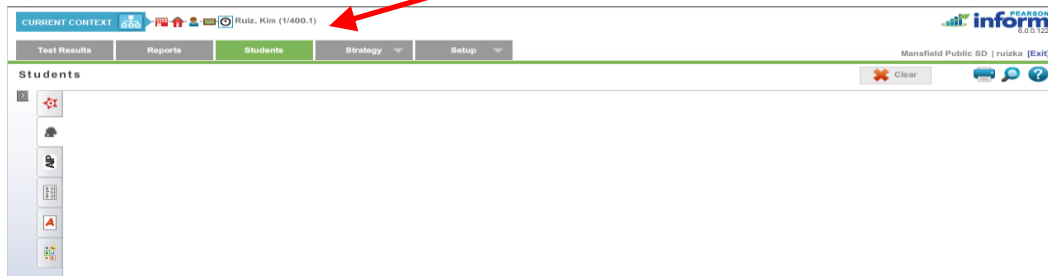 CURRENT CONTEXT Ruiz, Kim (1/400.1)
PEARSON
inform
6.0.0.122
Test Results Reports Students Strategy Setup
Mansfield Public SD | ruizka [Exit]
Students Clear
AP
A